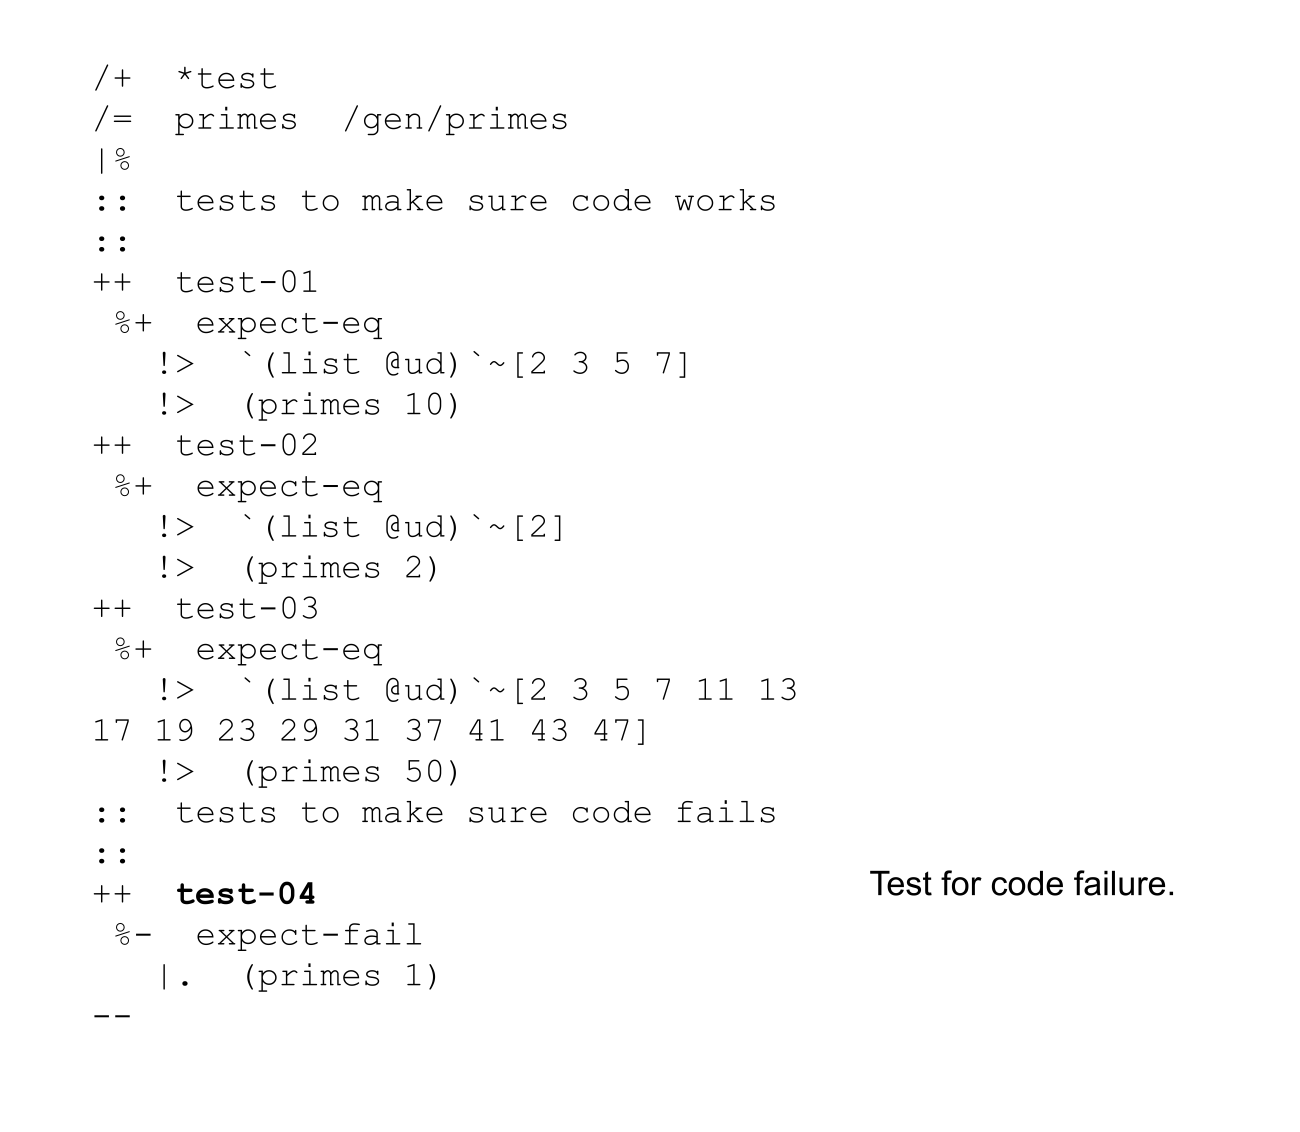 /+  *test
/=  primes  /gen/primes
|%
::  tests to make sure code works
::
++  test-01
 %+  expect-eq
   !>  `(list @ud)`~[2 3 5 7]
   !>  (primes 10)
++  test-02
 %+  expect-eq
   !>  `(list @ud)`~[2]
   !>  (primes 2)
++  test-03
 %+  expect-eq
   !>  `(list @ud)`~[2 3 5 7 11 13
17 19 23 29 31 37 41 43 47]
   !>  (primes 50)
::  tests to make sure code fails
::
++  test-04
 %-  expect-fail
   |.  (primes 1)
--
Test for code failure.